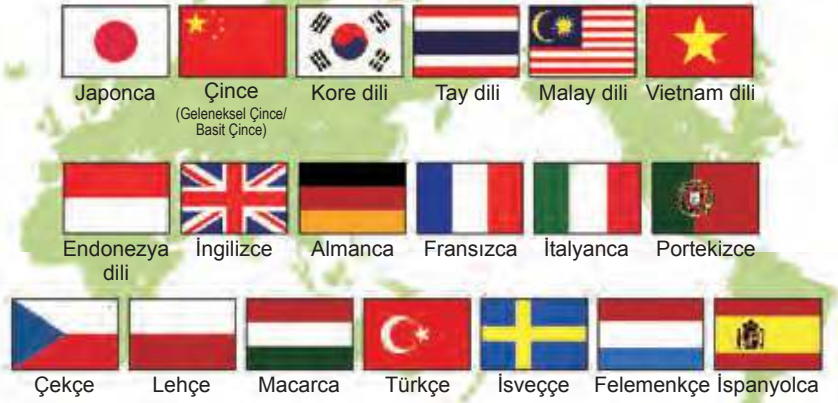 Japonca
Çince
(Geleneksel Çince/
Basit Çince)
Kore dili
Tay dili
Malay dili
Vietnam dili
Endonezya
dili
İngilizce
Almanca
Fransızca
İtalyanca
Portekizce
Çekçe
Lehçe
Macarca
Türkçe
İsveççe
Felemenkçe
İspanyolca